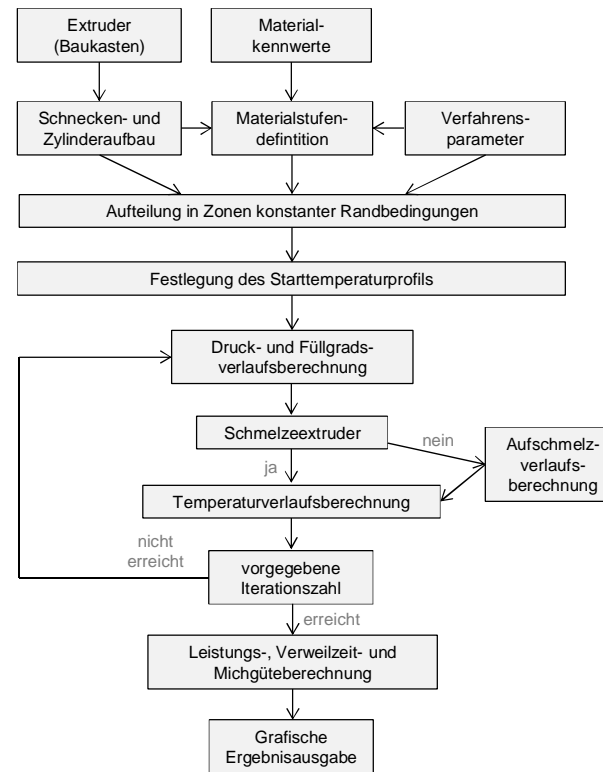 Extruder
(Baukasten)
Material-
kennwerte
Schnecken- und
Zylinderaufbau
Materialstufen-
defintition
Verfahrens-
parameter
Aufteilung in Zonen konstanter Randbedingungen
Festlegung des Starttemperaturprofils
Druck- und Füllgrads-
verlaufsberechnung
Schmelzeextruder
nein
Aufschmelz-
verlaufs-
berechnung
ja
Temperaturverlaufsberechnung
nicht
erreicht
vorgegebene
Iterationszahl
erreicht
Leistungs-, Verweilzeit- und
Michgüteberechnung
Grafische
Ergebnisausgabe